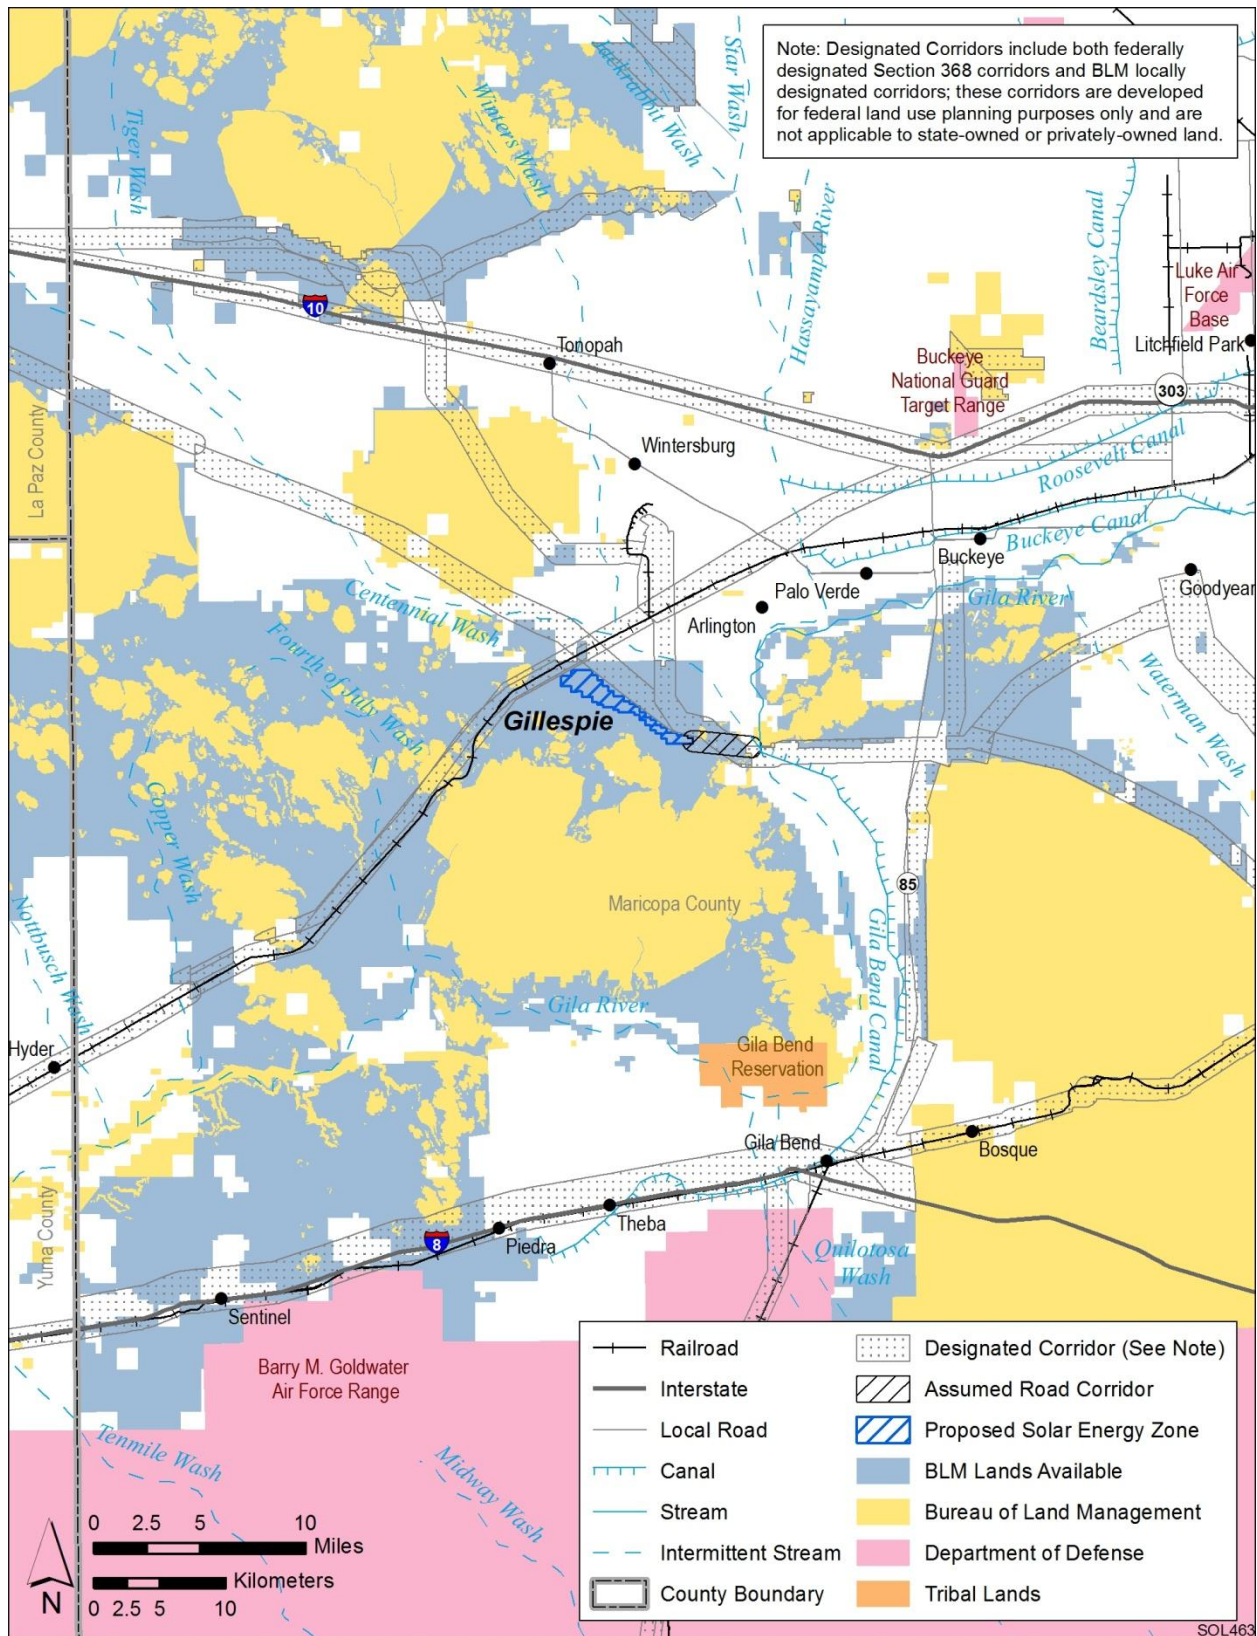 Note: Designated Corridors include both federally
designated Section 368 corridors and BLM locally
designated corridors; these corridors are developed
for federal land use planning purposes only and are
not applicable to state-owned or privately-owned land.
Jackrabbit Wash
Star Wash
Winters Wash
Tiger Wash
Hassayampa River
Beardsley Canal
Luke Air
Force
Base
10
Tonopah
Litchfield Park
Buckeye
National Guard
Target Range
303
La Paz County
Wintersburg
Roosevelt Canal
Buckeye Canal
Buckeye
Palo Verde
Goodyear
Gila River
Centennial Wash
Arlington
Fourth of July Wash
Waterman Wash
Gillespie
Copper Wash
85
Maricopa County
Nottbusch Wash
Gila Bend Canal
Gila River
Hyder
Gila Bend
Reservation
Gila Bend
Bosque
Yuma County
Theba
8
Piedra
Quilotosa
Wash
Sentinel
Barry M. Goldwater
Air Force Range
Tenmile Wash
Midway Wash
Railroad
Interstate
Local Road
Canal
Stream
Intermittent Stream
County Boundary
Designated Corridor (See Note)
Assumed Road Corridor
Proposed Solar Energy Zone
BLM Lands Available
Bureau of Land Management
Department of Defense
Tribal Lands
0 2.5 5 10
Miles
Kilometers
0 2.5 5 10
N
SOL463